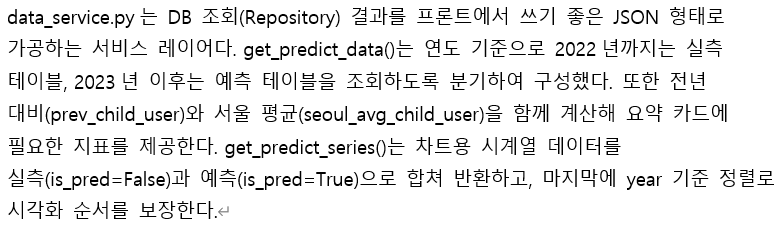 data_service.py 는 DB 조회(Repository) 결과를 프론트에서 쓰기 좋은 JSON 형태로
가공하는 서비스 레이어다. get_predict_data()는 연도 기준으로 2022년까지는 실측
테이블, 2023년 이후는 예측 테이블을 조회하도록 분기하여 구성했다. 또한 전년
대비(prev_child_user)와 서울 평균(seoul_avg_child_user)을 함께 계산해 요약 카드에
필요한 지표를 제공한다. get_predict_series()는 차트용 시계열 데이터를
실측(is_pred=False)과 예측(is_pred=True)으로 합쳐 반환하고, 마지막에 year 기준 정렬로
시각화 순서를 보장한다.↵